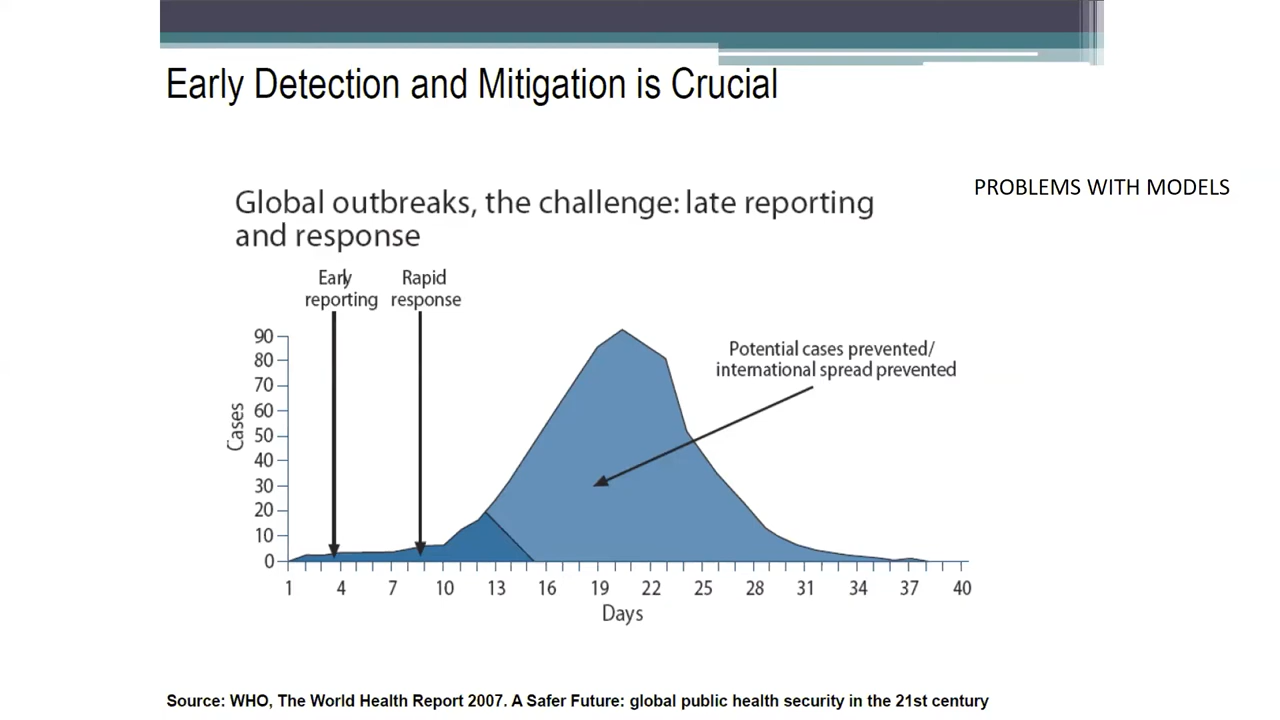 Early Detection and Mitigation is Crucial
PROBLEMS WITH MODELS
Global outbreaks, the challenge: late reporting
and response
Early
reporting
Rapid
response
Potential cases prevented/
international spread prevented
Cases
90
80
70
60
50
40
30
20
10
0
1 4 7 10 13 16 19 22 25 28 31 34 37 40
Days
Source: WHO, The World Health Report 2007. A Safer Future: global public health security in the 21st century